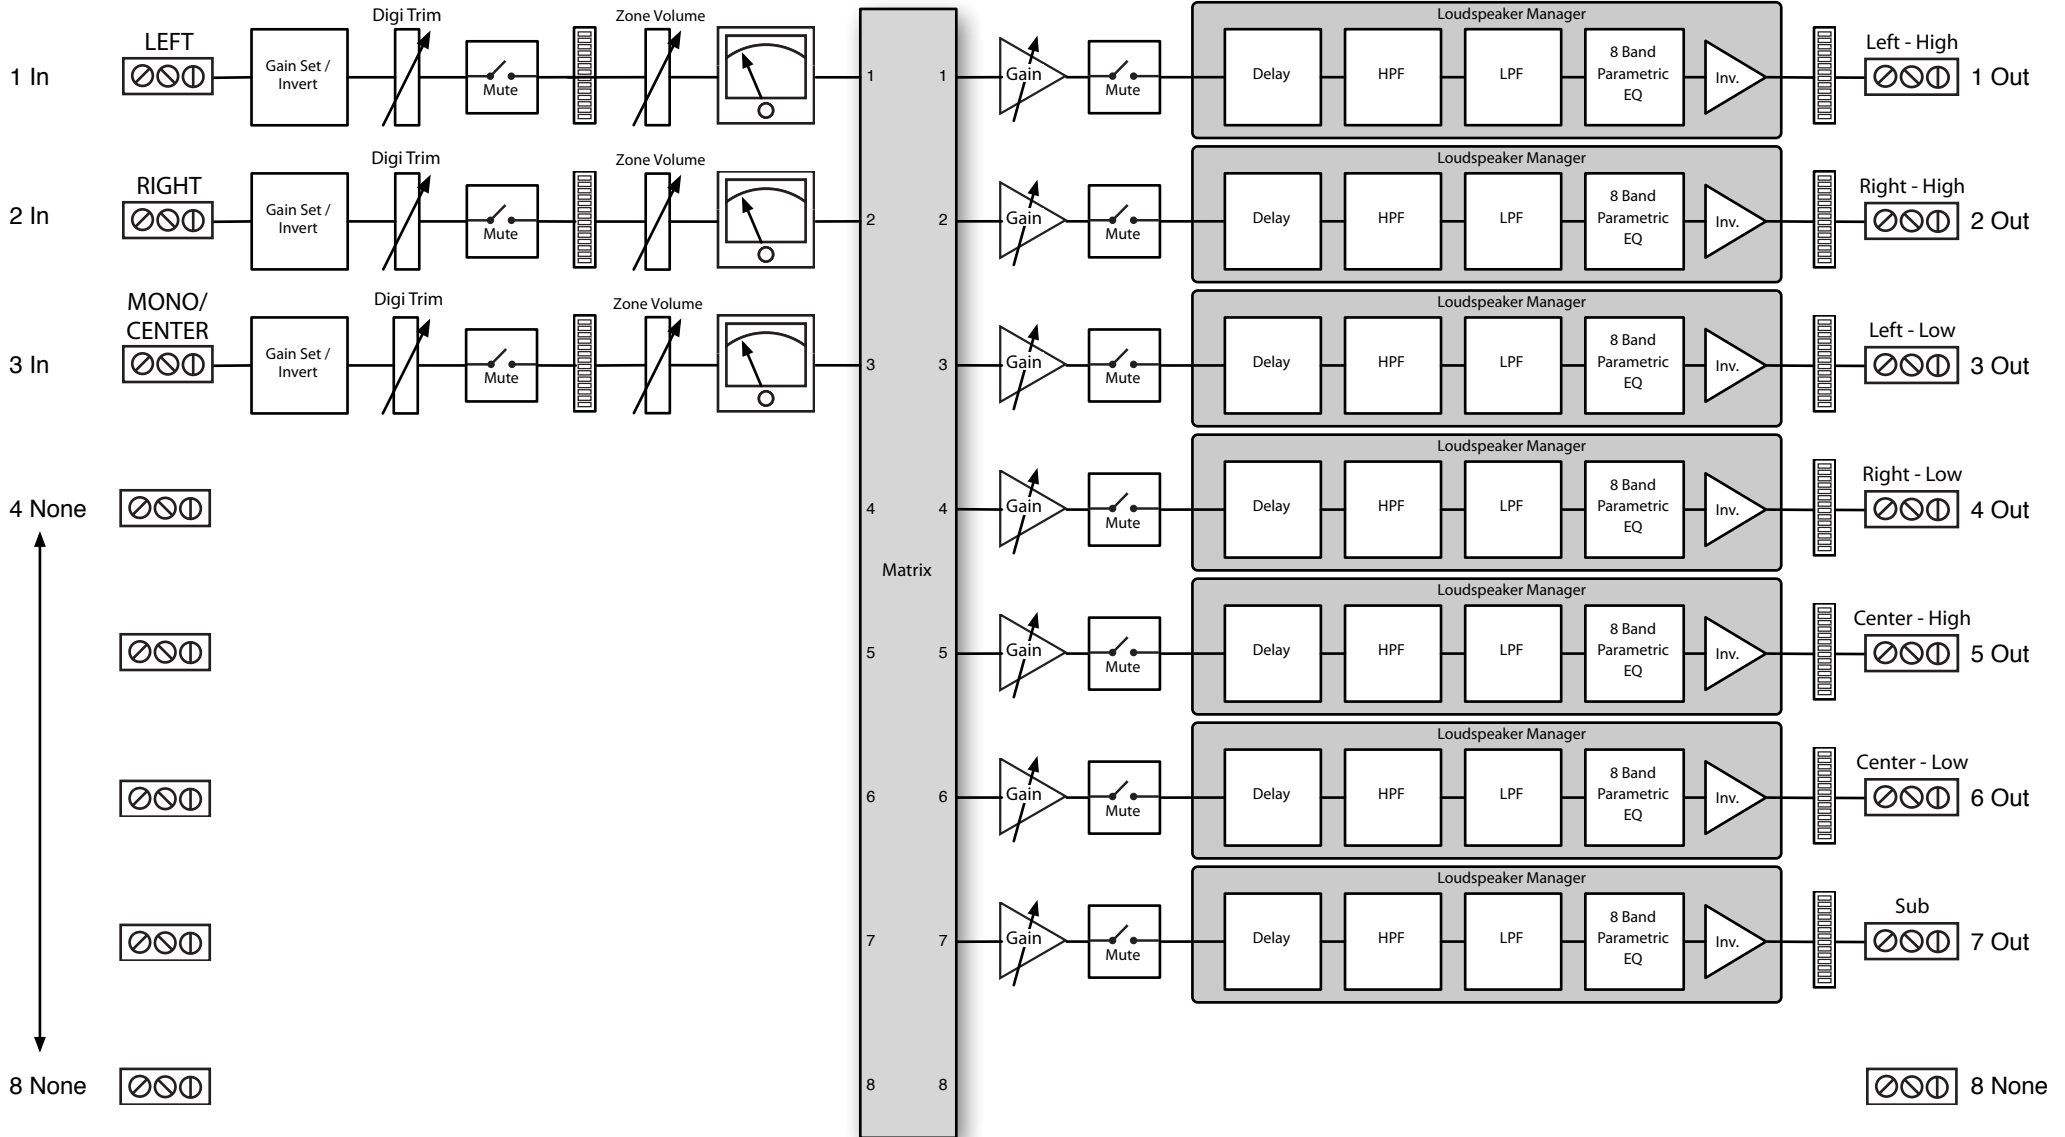 1 In
LEFT
Gain Set /
Invert
Digi Trim
Mute
Zone Volume
1
1
Gain
Mute
Loudspeaker Manager
Delay
HPF
LPF
8 Band
Parametric
EQ
Inv.
Left - High
1 Out
2 In
RIGHT
Gain Set /
Invert
Digi Trim
Mute
Zone Volume
2
2
Gain
Mute
Loudspeaker Manager
Delay
HPF
LPF
8 Band
Parametric
EQ
Inv.
Right - High
2 Out
3 In
MONO/
CENTER
Gain Set /
Invert
Digi Trim
Mute
Zone Volume
3
3
Gain
Mute
Loudspeaker Manager
Delay
HPF
LPF
8 Band
Parametric
EQ
Inv.
Left - Low
3 Out
4 None
4
4
Gain
Mute
Loudspeaker Manager
Delay
HPF
LPF
8 Band
Parametric
EQ
Inv.
Right - Low
4 Out
Matrix
5
5
Gain
Mute
Loudspeaker Manager
Delay
HPF
LPF
8 Band
Parametric
EQ
Inv.
Center - High
5 Out
6
6
Gain
Mute
Loudspeaker Manager
Delay
HPF
LPF
8 Band
Parametric
EQ
Inv.
Center - Low
6 Out
7
7
Gain
Mute
Loudspeaker Manager
Delay
HPF
LPF
8 Band
Parametric
EQ
Inv.
Sub
7 Out
8 None
8
8
8 None